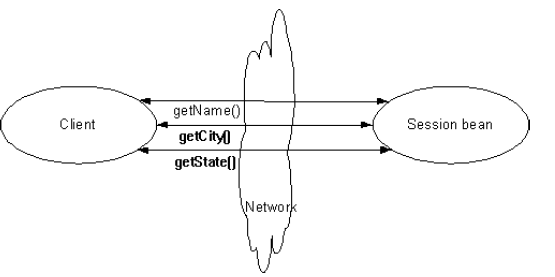 getName()
Client
Session bean
getCity()
getState()
Network